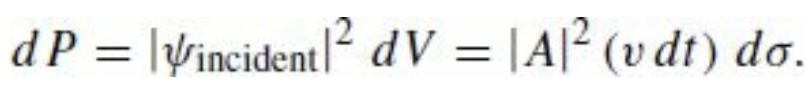 dP = |ψ_incident|² dV = |A|² (v dt) dσ.